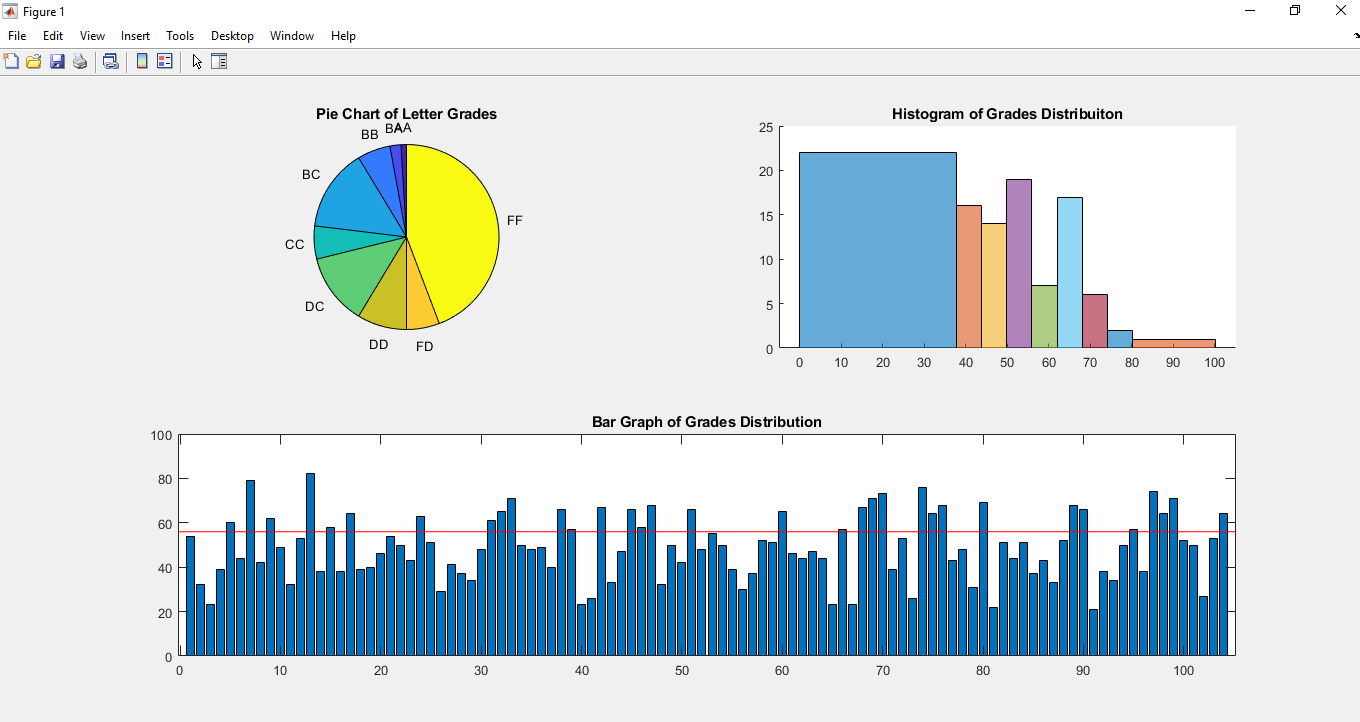 Figure 1
File Edit View Insert Tools Desktop Window Help
Pie Chart of Letter Grades
BB BA AA
BC
FF
CC
DC
DD FD
Histogram of Grades Distribuiton
25
20
15
10
5
0
0 10 20 30 40 50 60 70 80 90 100
Bar Graph of Grades Distribution
100
80
60
40
20
0
0 10 20 30 40 50 60 70 80 90 100